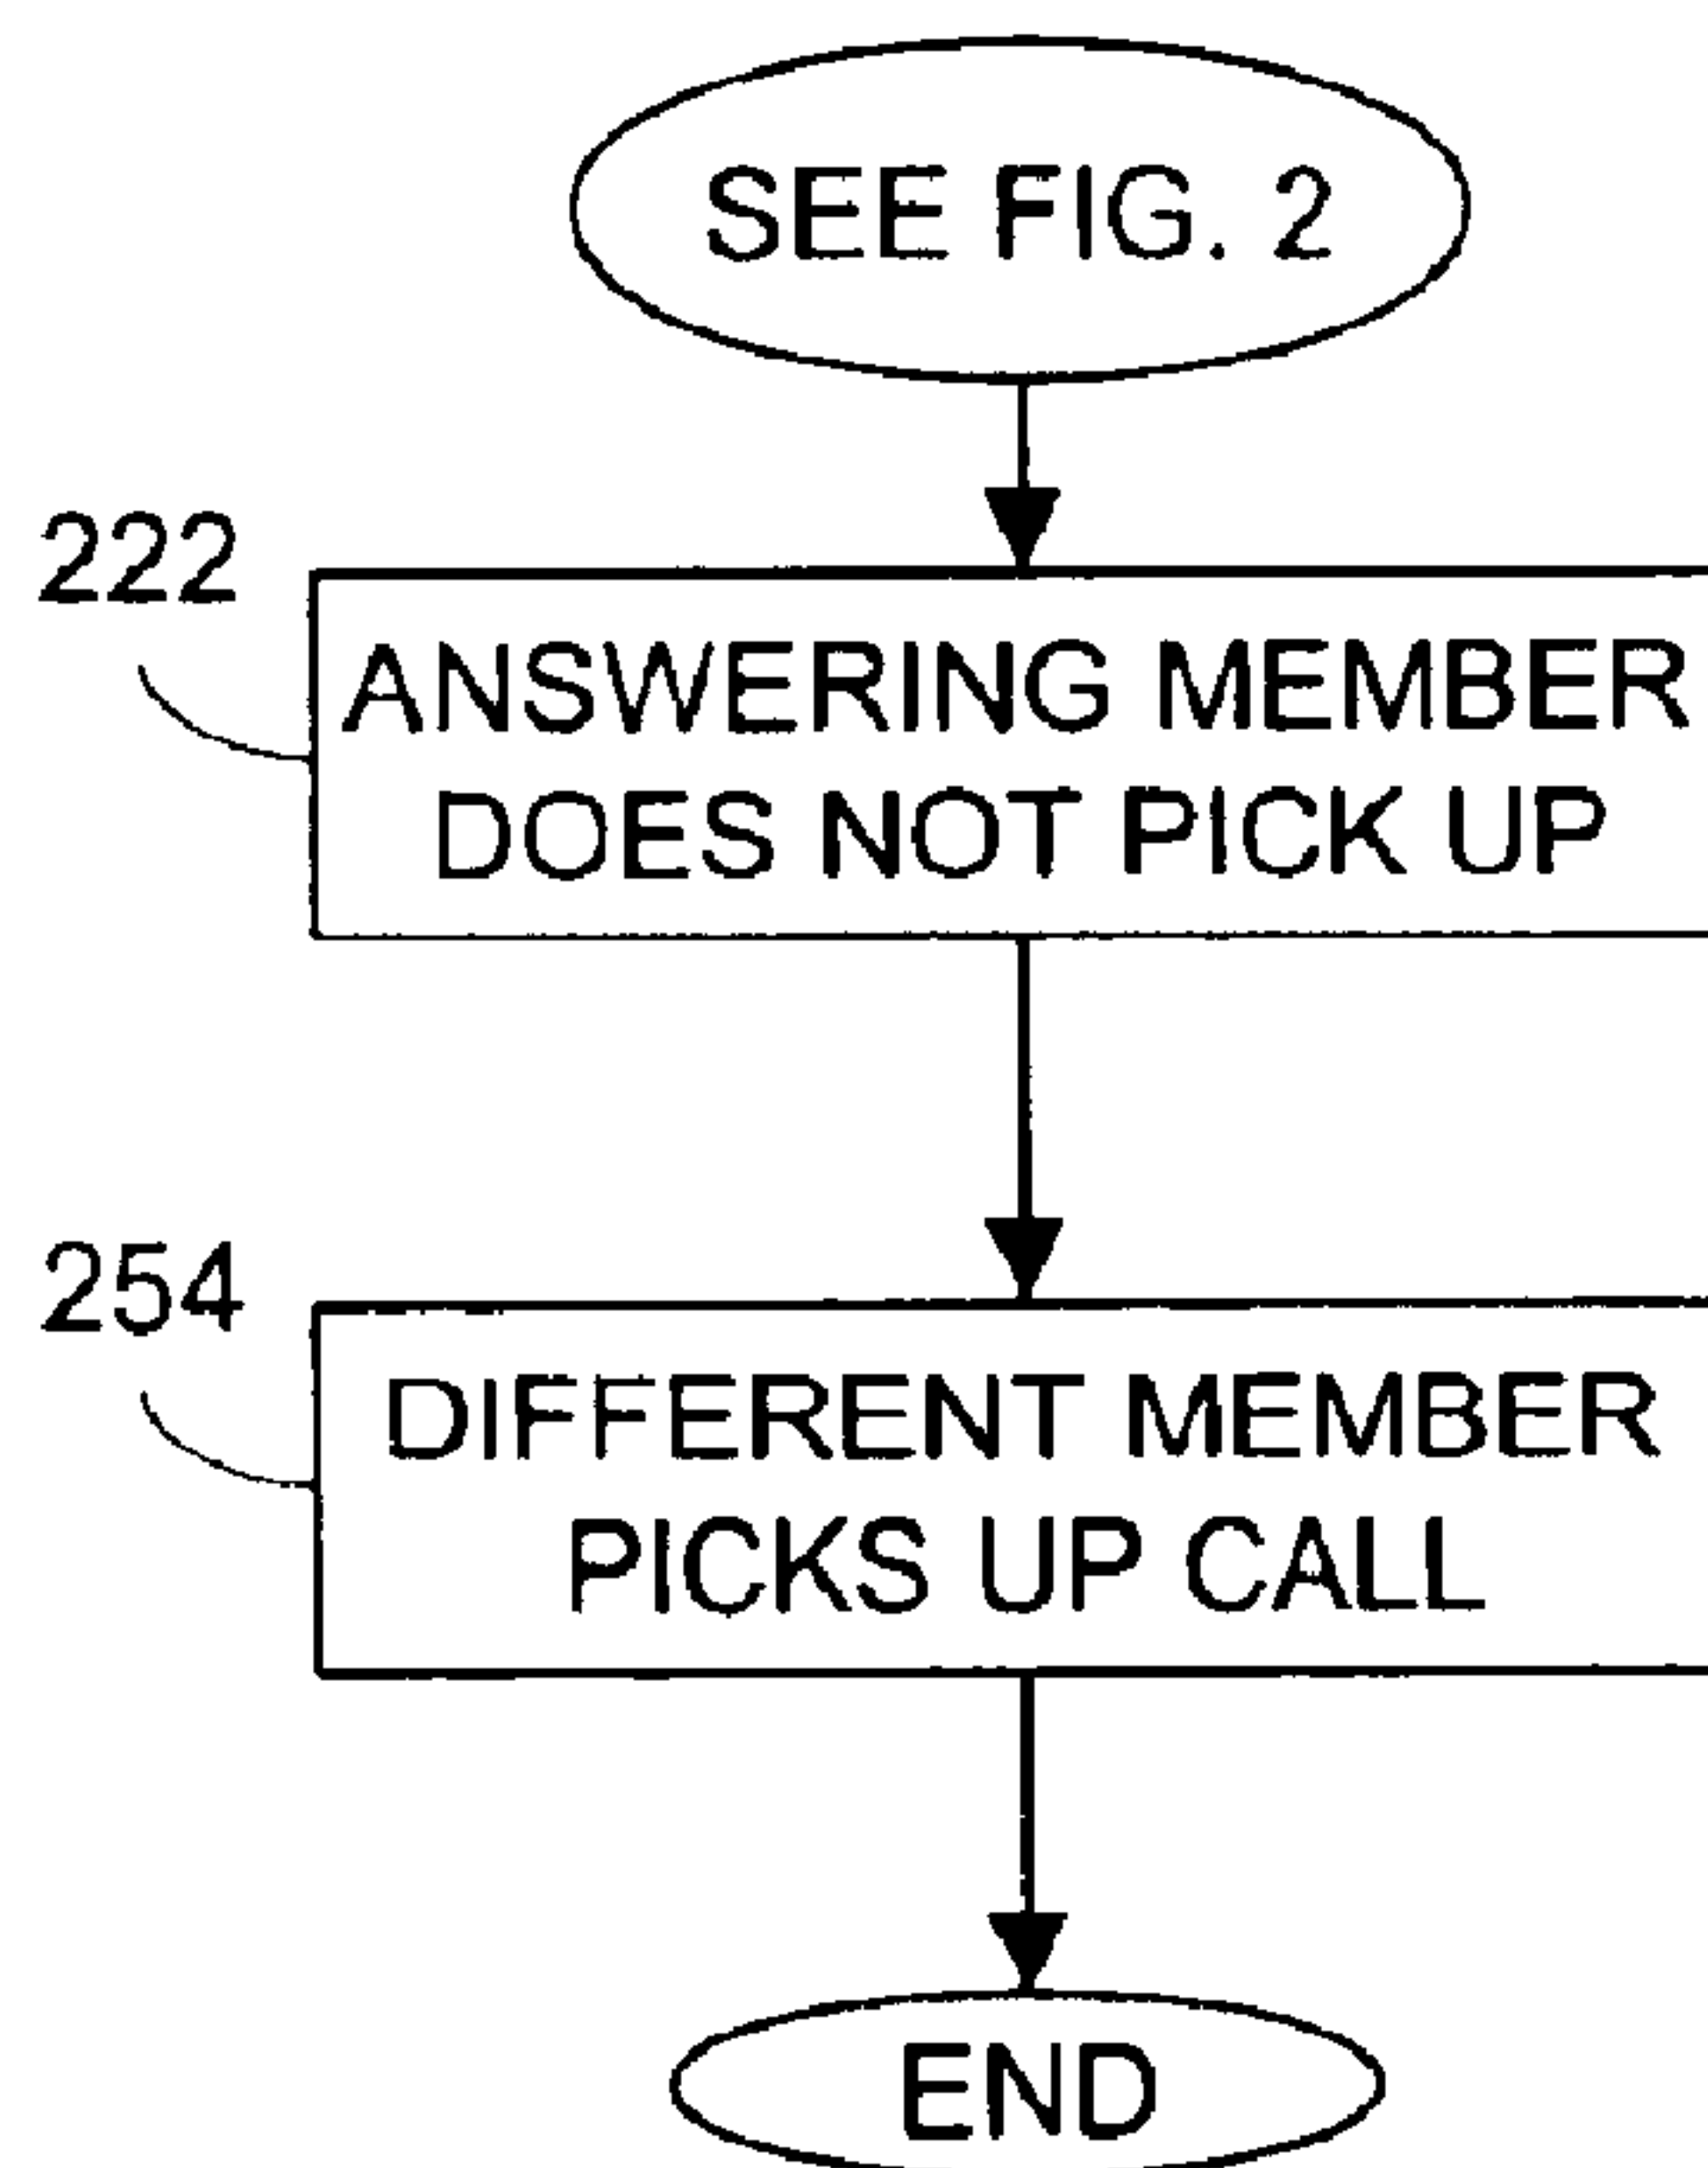 SEE FIG. 2
222
ANSWERING MEMBER
DOES NOT PICK UP
254
DIFFERENT MEMBER
PICKS UP CALL
END